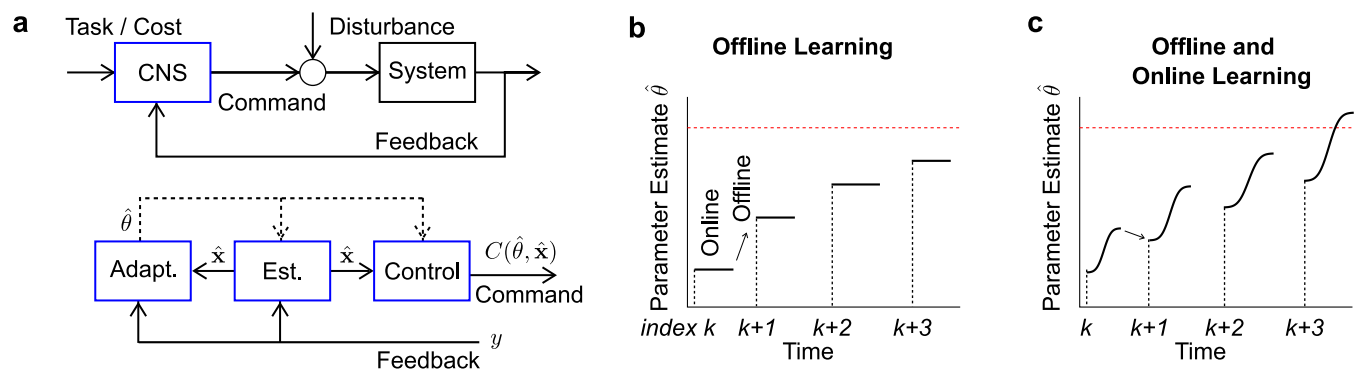 a
Task / Cost
Disturbance
CNS
System
Command
Feedback
θ̂
x̂
x̂
Adapt.
Est.
Control
C(θ̂, x̂)
Command
y
Feedback
b
Offline Learning
Parameter Estimate θ̂
Online
Offline
index k
k+1
k+2
k+3
Time
c
Offline and
Online Learning
Parameter Estimate θ̂
k
k+1
k+2
k+3
Time